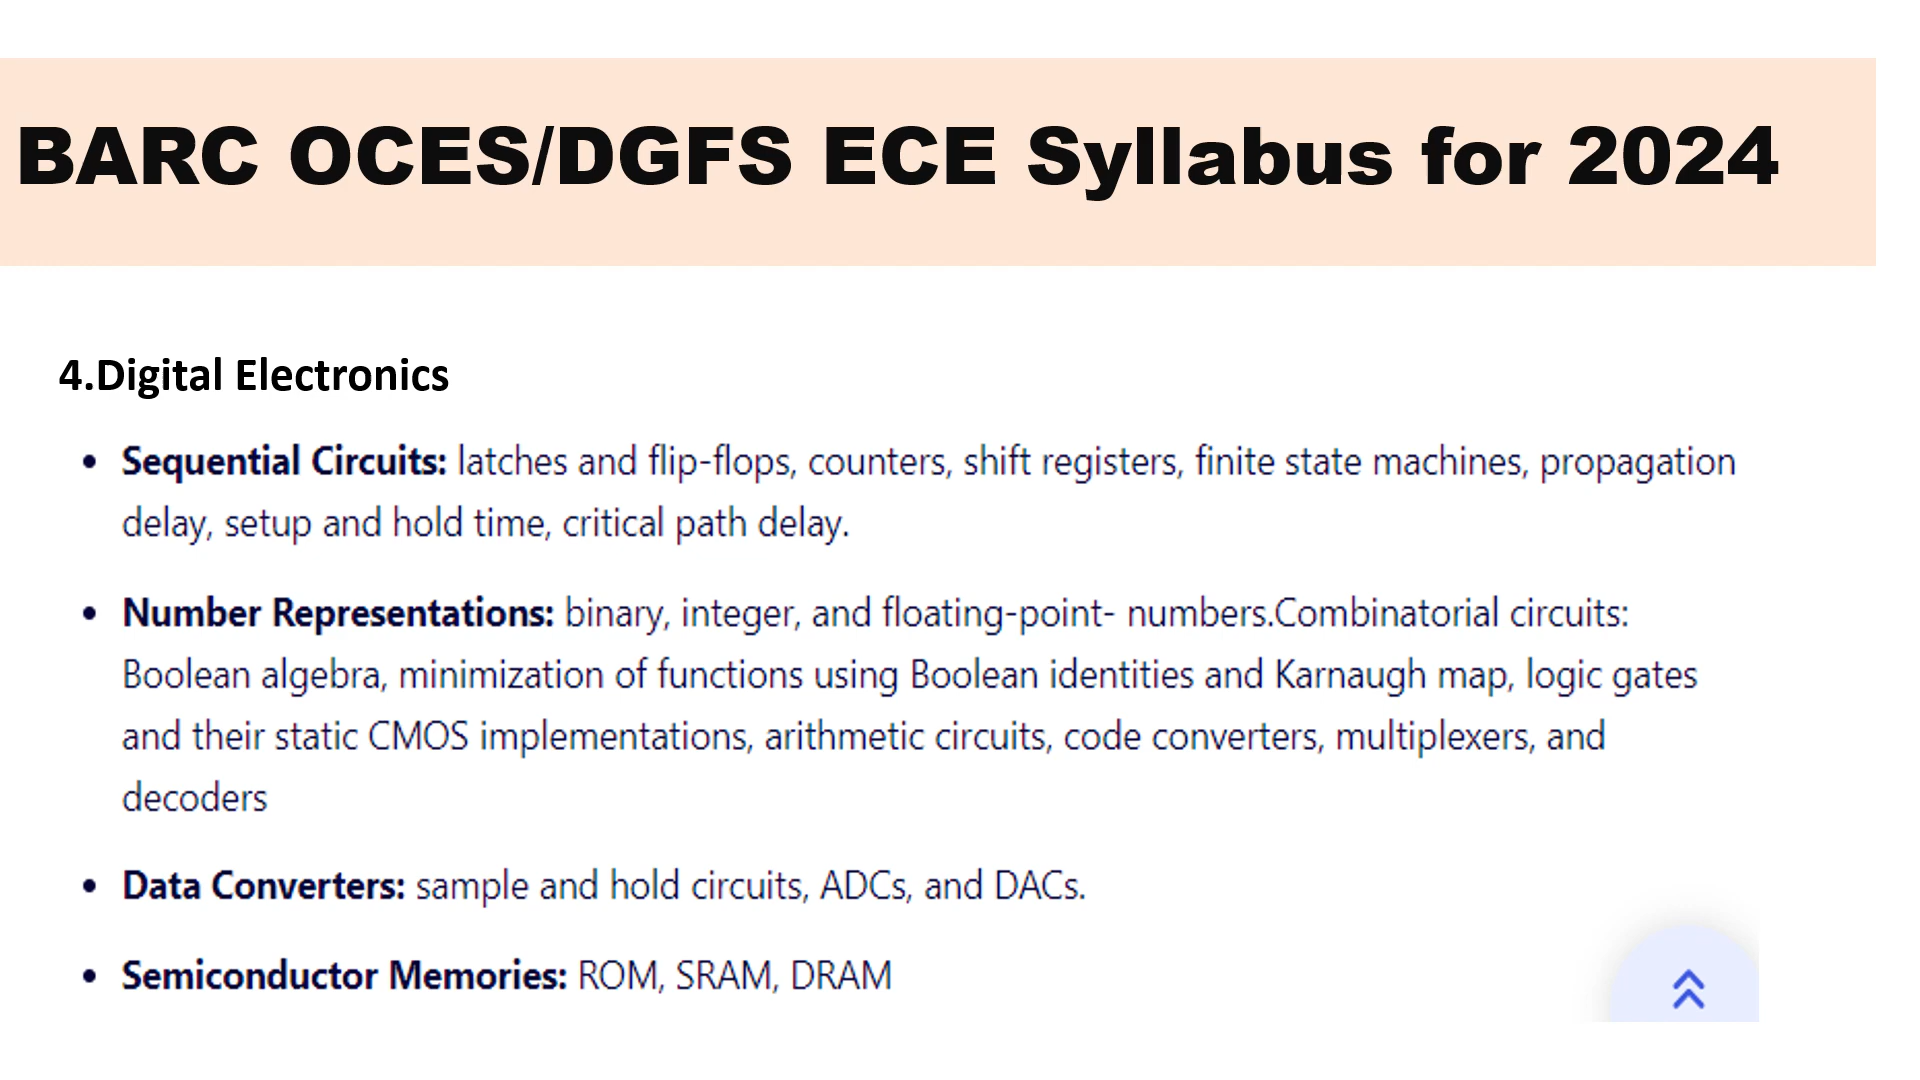 BARC OCES/DGFS ECE Syllabus for 2024
4.Digital Electronics
• Sequential Circuits: latches and flip-flops, counters, shift registers, finite state machines, propagation
delay, setup and hold time, critical path delay.
• Number Representations: binary, integer, and floating-point- numbers.Combinatorial circuits:
Boolean algebra, minimization of functions using Boolean identities and Karnaugh map, logic gates
and their static CMOS implementations, arithmetic circuits, code converters, multiplexers, and
decoders
• Data Converters: sample and hold circuits, ADCs, and DACs.
• Semiconductor Memories: ROM, SRAM, DRAM